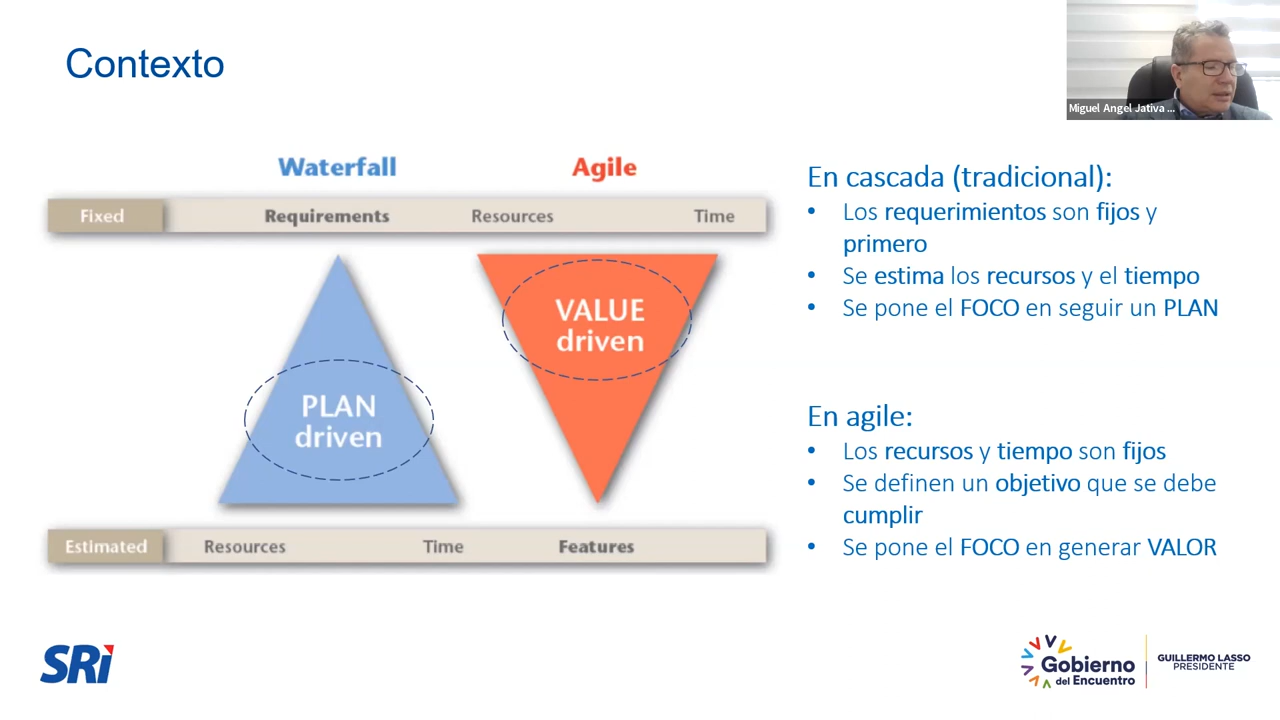 Contexto
Miguel Angel Jativa ...
Waterfall
Agile
Fixed
Requirements
Resources
Time
PLAN
driven
VALUE
driven
Estimated
Resources
Time
Features
En cascada (tradicional):
• Los requerimientos son fijos y
primero
• Se estima los recursos y el tiempo
• Se pone el FOCO en seguir un PLAN
En agile:
• Los recursos y tiempo son fijos
• Se definen un objetivo que se debe
cumplir
• Se pone el FOCO en generar VALOR
SRi
Gobierno
del Encuentro
GUILLERMO LASSO
PRESIDENTE